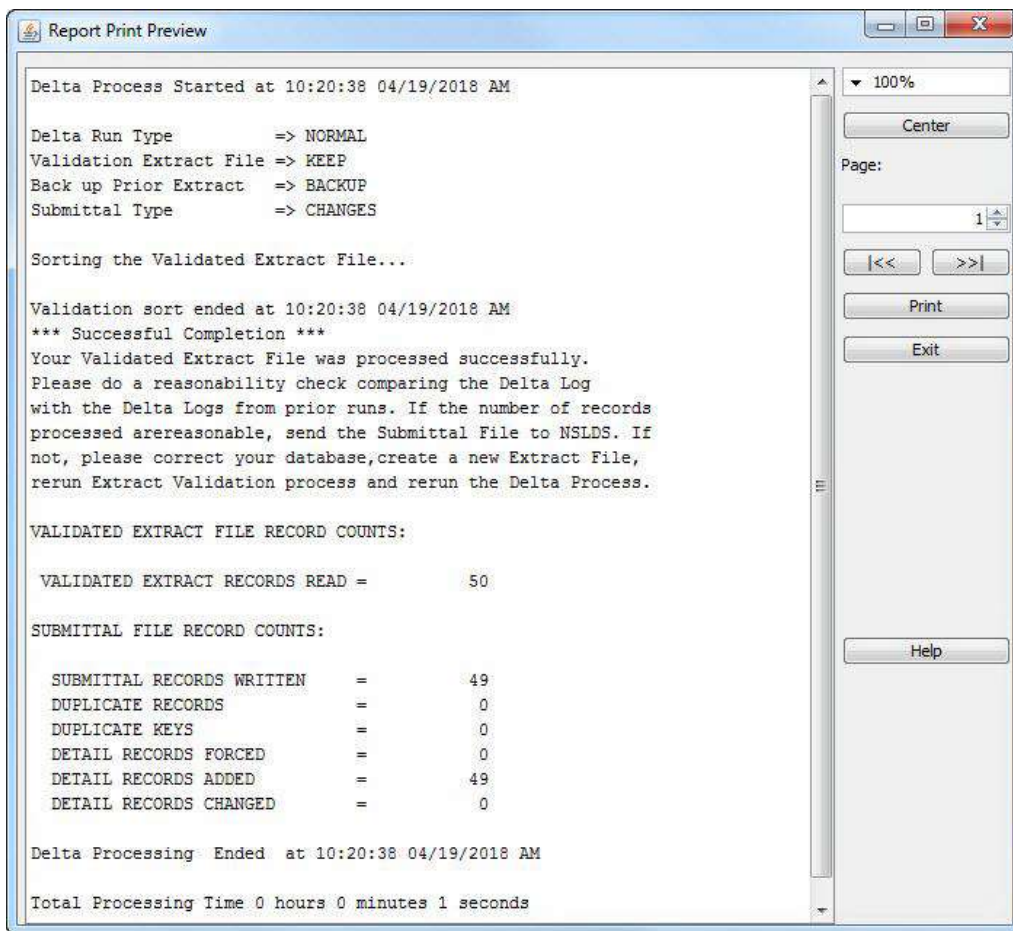 Report Print Preview
Delta Process Started at 10:20:38 04/19/2018 AM
Delta Run Type => NORMAL
Validation Extract File => KEEP
Back up Prior Extract => BACKUP
Submittal Type => CHANGES
Sorting the Validated Extract File...
Validation sort ended at 10:20:38 04/19/2018 AM
*** Successful Completion ***
Your Validated Extract File was processed successfully.
Please do a reasonability check comparing the Delta Log
with the Delta Logs from prior runs. If the number of records
processed arereasonable, send the Submittal File to NSLDS. If
not, please correct your database,create a new Extract File,
rerun Extract Validation process and rerun the Delta Process.
VALIDATED EXTRACT FILE RECORD COUNTS:
VALIDATED EXTRACT RECORDS READ = 50
SUBMITTAL FILE RECORD COUNTS:
SUBMITTAL RECORDS WRITTEN = 49
DUPLICATE RECORDS = 0
DUPLICATE KEYS = 0
DETAIL RECORDS FORCED = 0
DETAIL RECORDS ADDED = 49
DETAIL RECORDS CHANGED = 0
Delta Processing Ended at 10:20:38 04/19/2018 AM
Total Processing Time 0 hours 0 minutes 1 seconds
100%
Center
Page:
1
|<< >>|
Print
Exit
Help